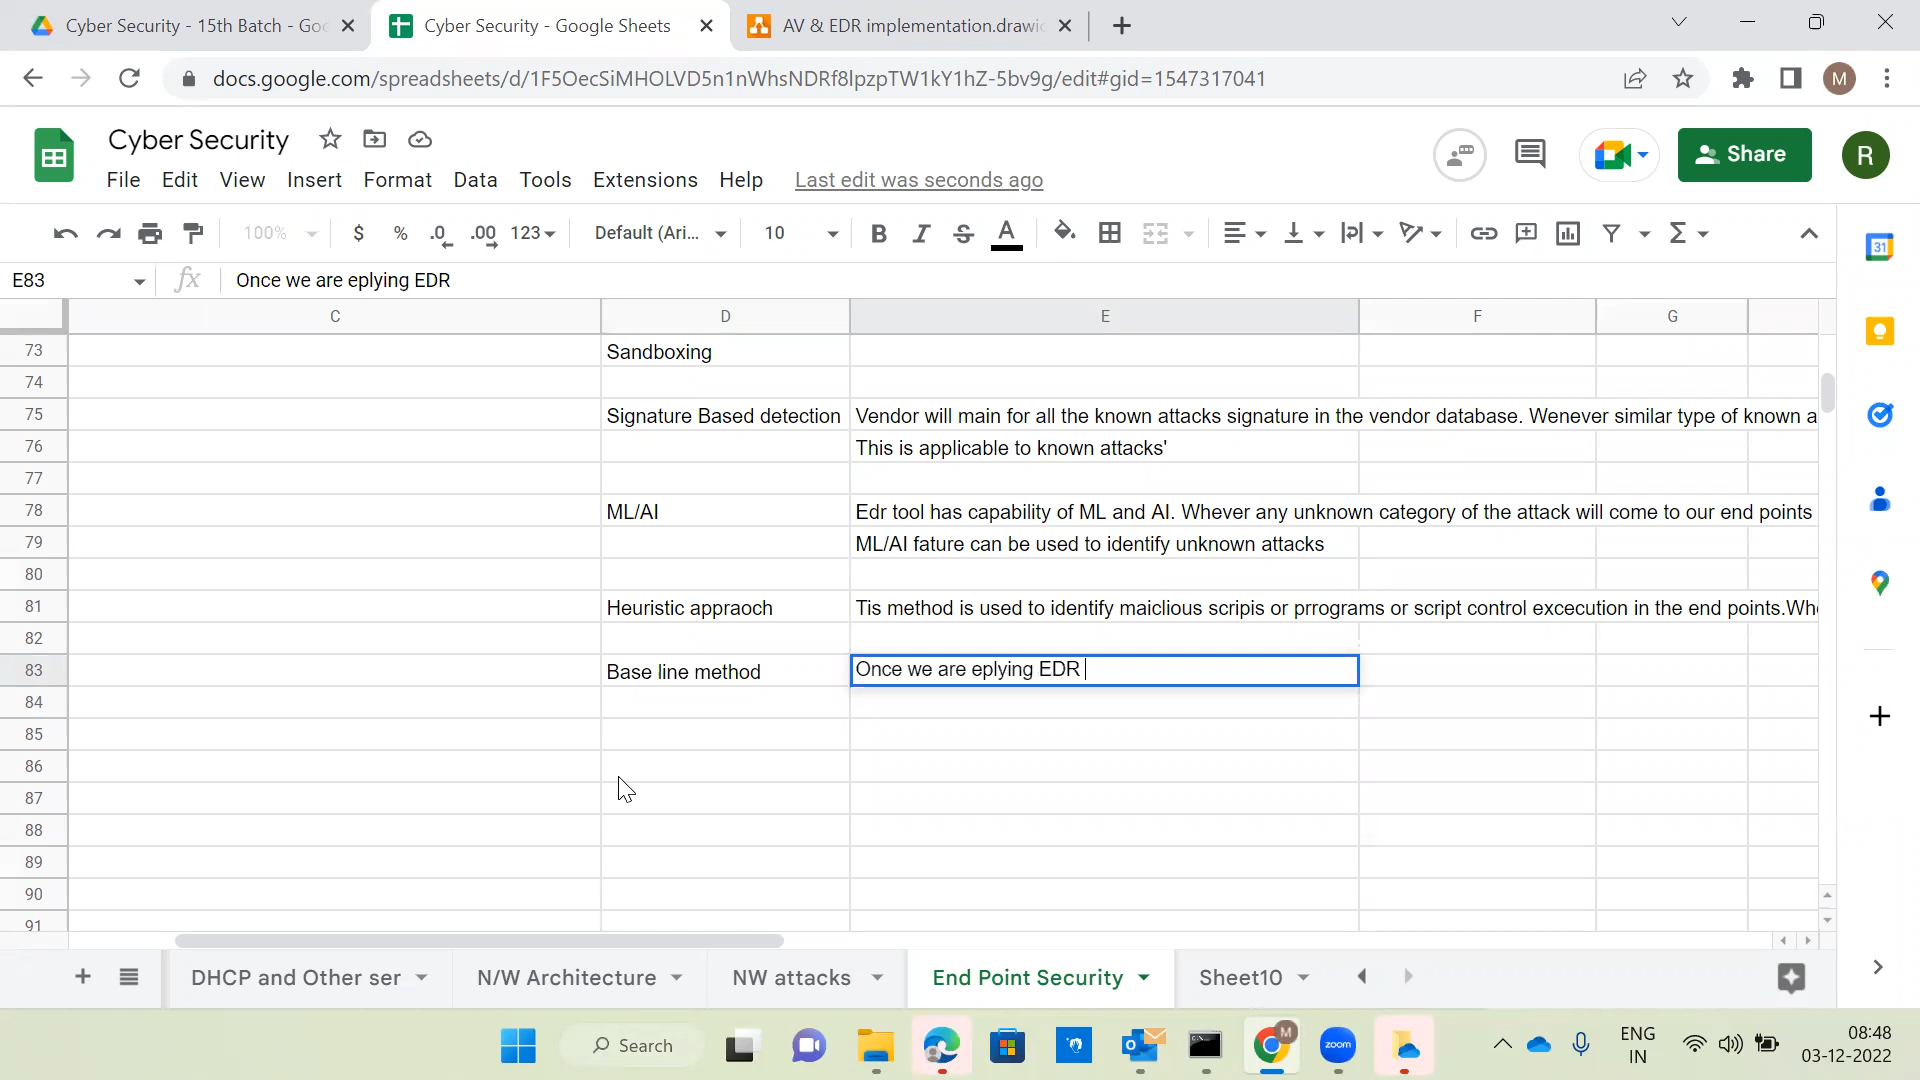 Cyber Security - 15th Batch - Goo
Cyber Security - Google Sheets
AV & EDR implementation.drawio
docs.google.com/spreadsheets/d/1F5OecSiMHOLVD5n1nWhsNDRf8lpzpTW1kY1hZ-5bv9g/edit#gid=1547317041
M
Cyber Security
Share
R
File Edit View Insert Format Data Tools Extensions Help Last edit was seconds ago
100% $ % .0 .00 123 Default (Ari... 10 B I S A Σ
31
E83 fx Once we are eplying EDR
C D E F G
73 Sandboxing
74
75 Signature Based detection Vendor will main for all the known attacks signature in the vendor database. Wenever similar type of known a
76 This is applicable to known attacks'
77
78 ML/AI Edr tool has capability of ML and AI. Whever any unknown category of the attack will come to our end points
79 ML/AI fature can be used to identify unknown attacks
80
81 Heuristic appraoch Tis method is used to identify maiclious scripis or prrograms or script control excecution in the end points.Whe
82
83 Base line method Once we are eplying EDR
84
85
86
87
88
89
90
91
DHCP and Other ser N/W Architecture NW attacks End Point Security Sheet10
Search
zoom
M
ENG
IN
08:48
03-12-2022